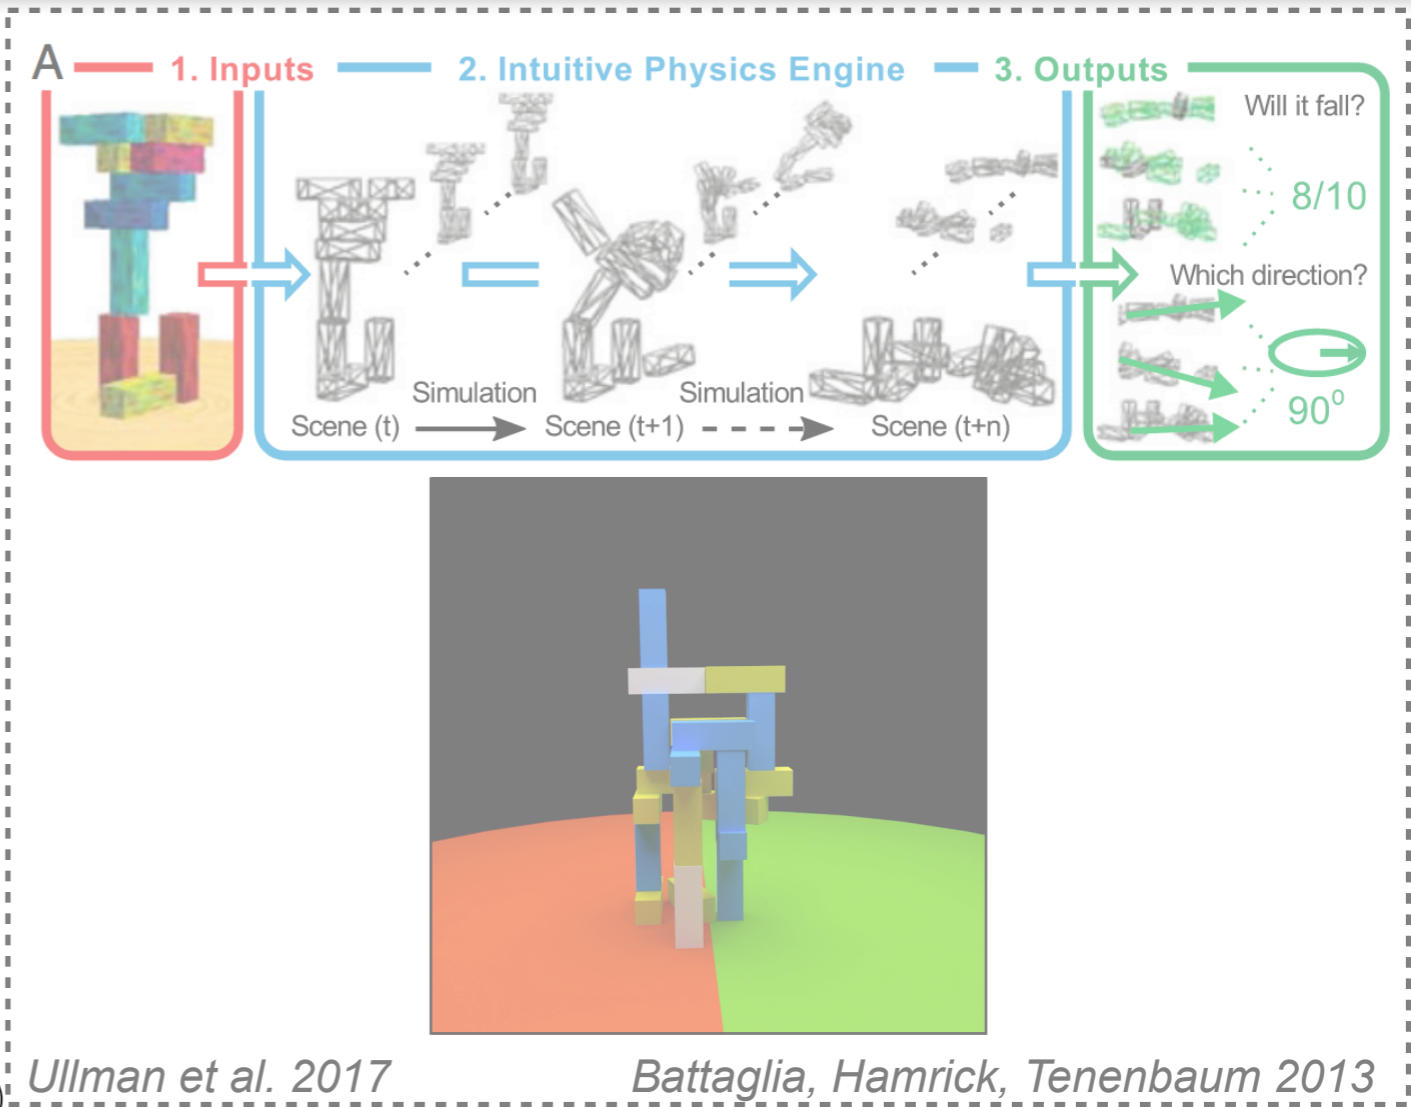 A
1. Inputs
2. Intuitive Physics Engine
3. Outputs
Will it fall?
8/10
Which direction?
90⁰
Simulation
Simulation
Scene (t)
Scene (t+1)
Scene (t+n)
Ullman et al. 2017
Battaglia, Hamrick, Tenenbaum 2013
)